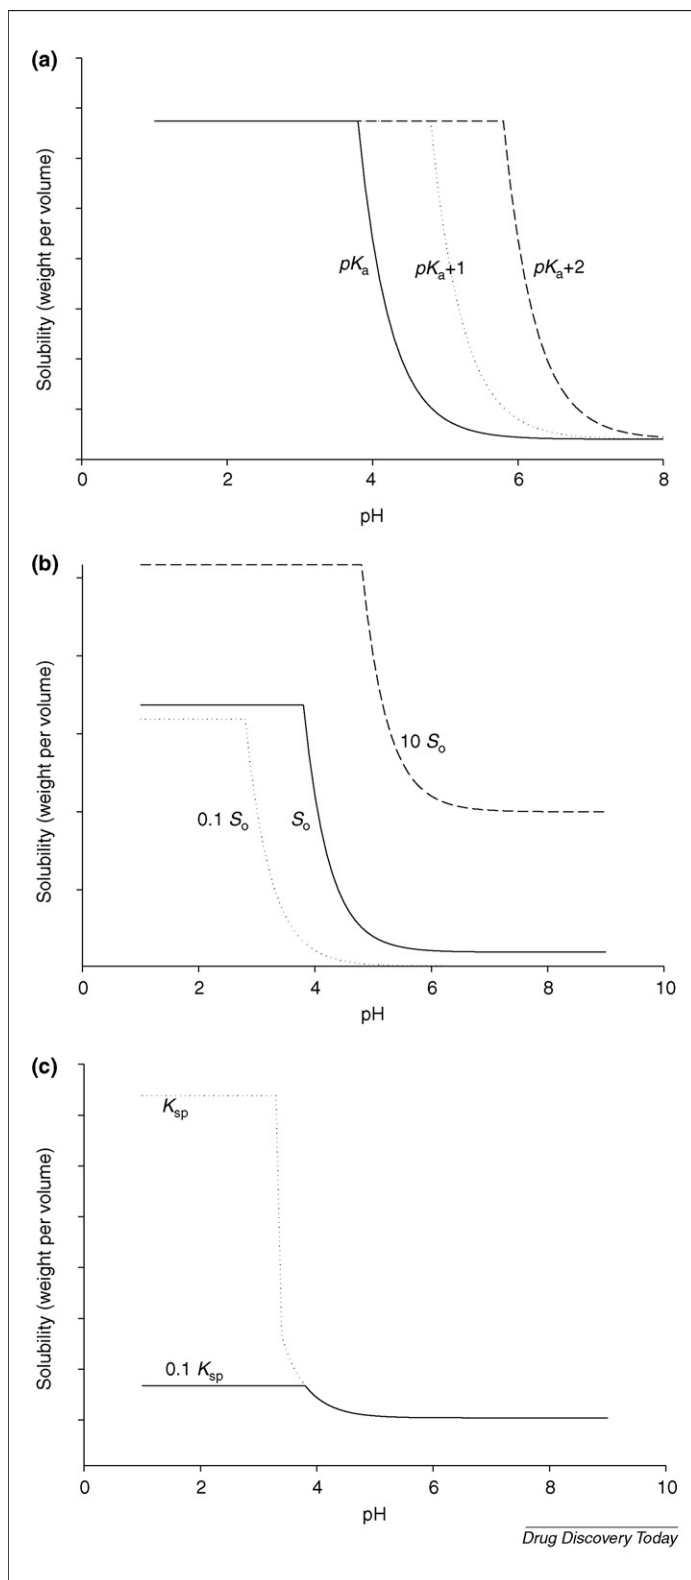 (a)
Solubility (weight per volume)
pKa
pKa+1
pKa+2
0 2 4 6 8
pH
(b)
Solubility (weight per volume)
10 So
0.1 So
So
0 2 4 6 8 10
pH
(c)
Solubility (weight per volume)
Ksp
0.1 Ksp
0 2 4 6 8 10
pH
Drug Discovery Today